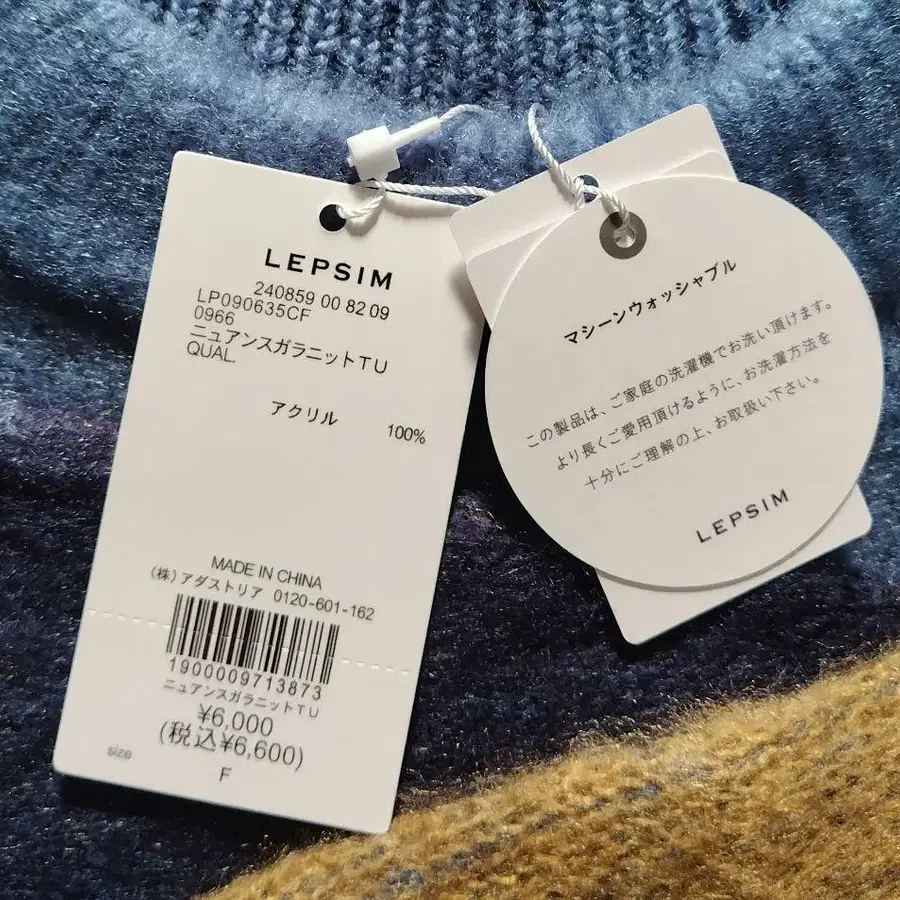 LEPSIM
240859 00 82 09
LP090635CF
0966
ニュアンスガラニットTU
QUAL.
アクリル 100%
MADE IN CHINA
(株)アダストリア 0120-601-162
1900009713873
ニュアンスガラニットTU
¥6,000
(税込¥6,600)
SIZE F
マシーンウォッシャブル
この製品は、ご家庭の洗濯機でお洗い頂けます。
より長くご愛用頂けるように、お洗濯方法を
十分にご理解の上、お取扱い下さい。
LEPSIM